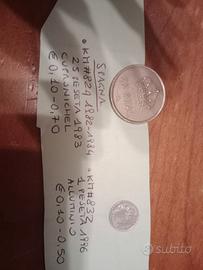 SPAGNA
• KM#824 1982-1984
25 PESETA 1983
CUPRONICHEL
€ 0,10-0,70
• KM#832
1 PESETA 1996
ALLUMINIO
€ 0,10-0,50
subito